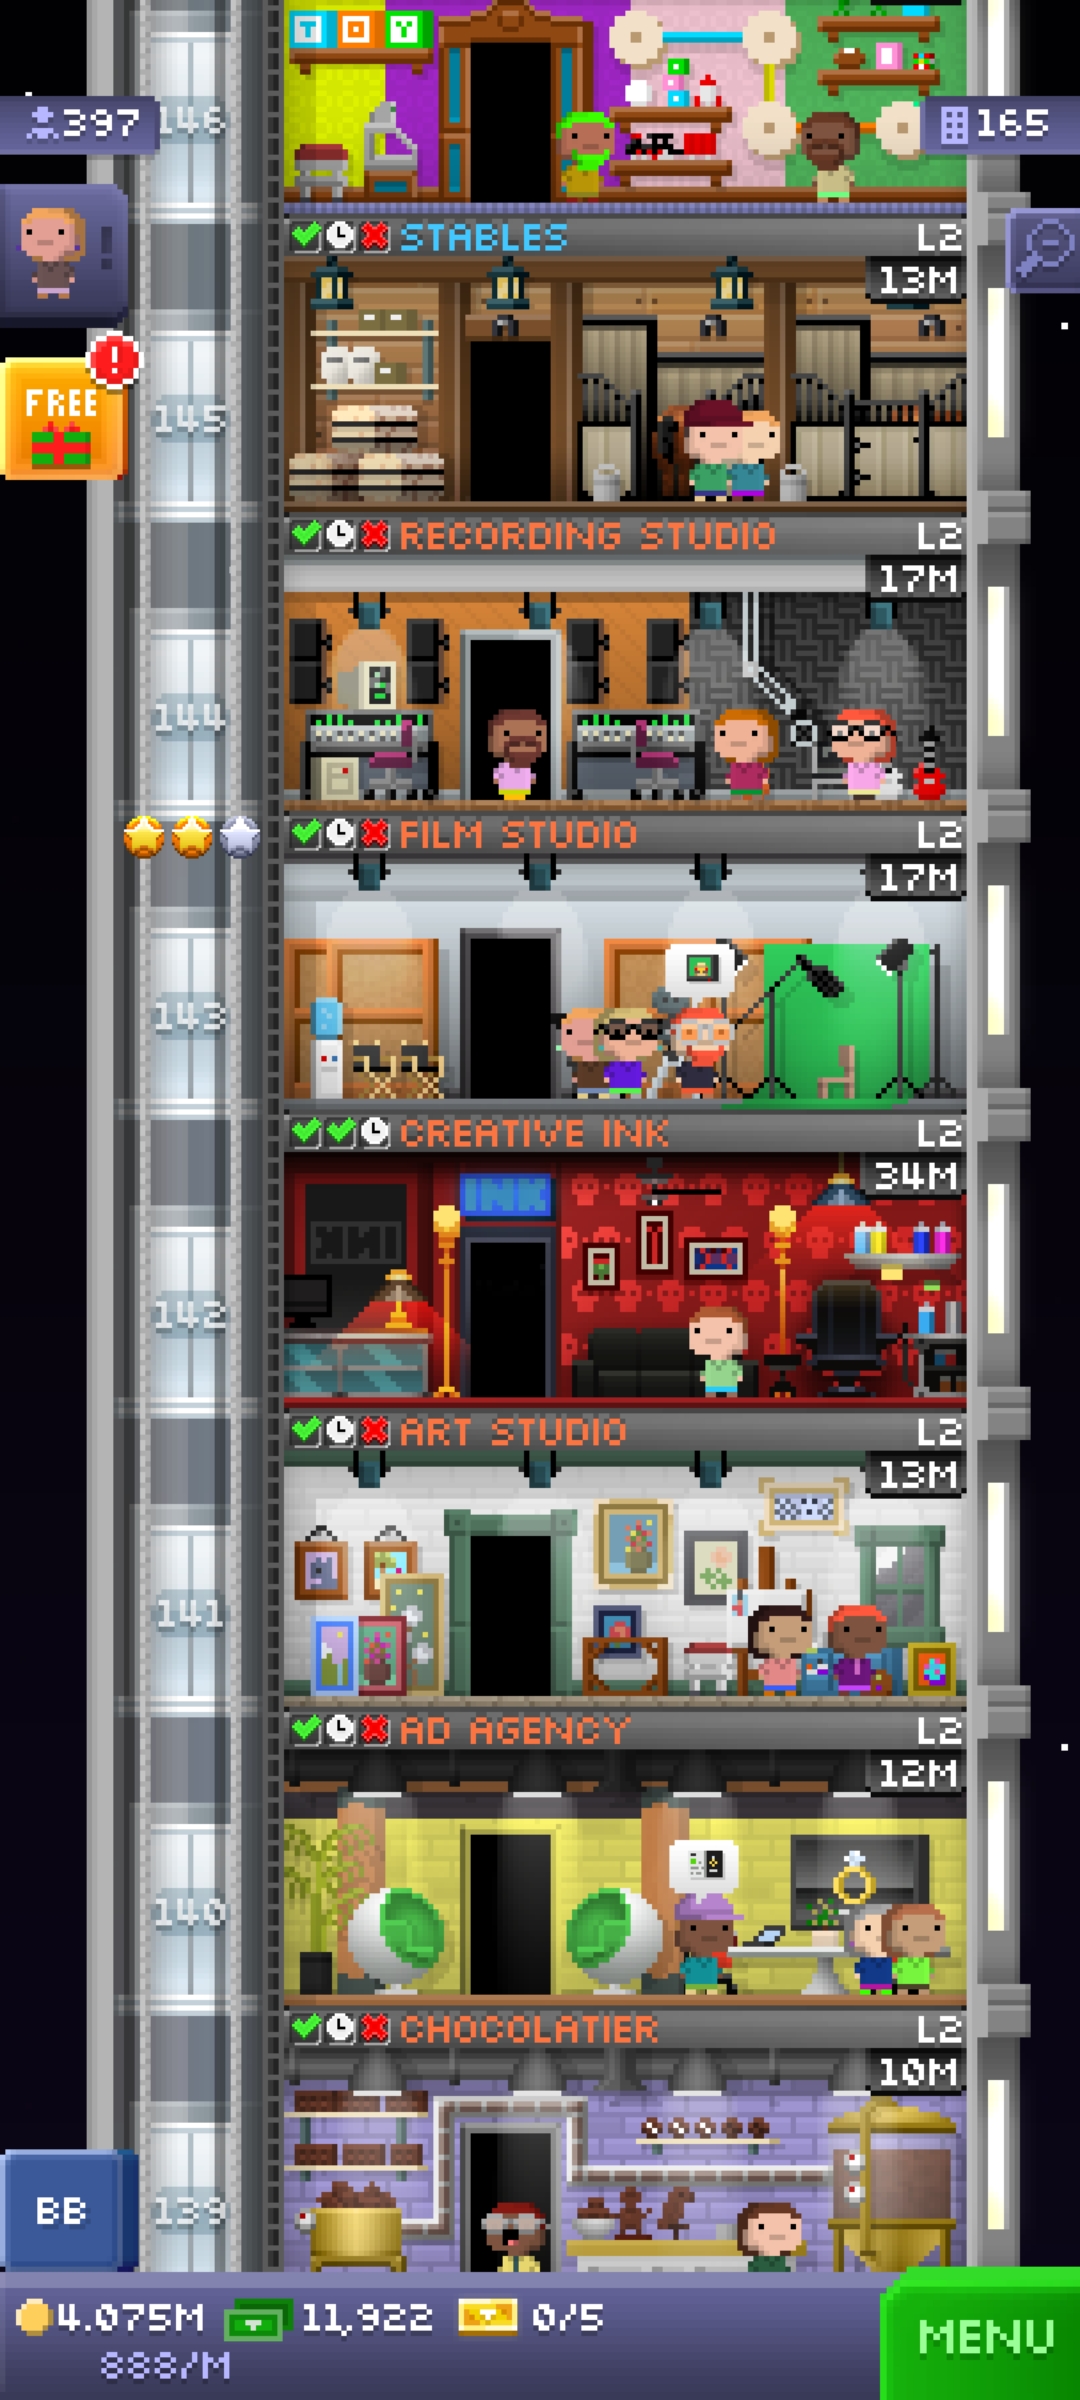 TOY
397
146
165
STABLES L2
13M
FREE
!
145
RECORDING STUDIO L2
17M
144
FILM STUDIO L2
17M
143
CREATIVE INK L2
34M
INK
142
ART STUDIO L2
13M
141
AD AGENCY L2
12M
140
CHOCOLATIER L2
10M
BB
139
4.075M 11,922 0/5
888/M
MENU